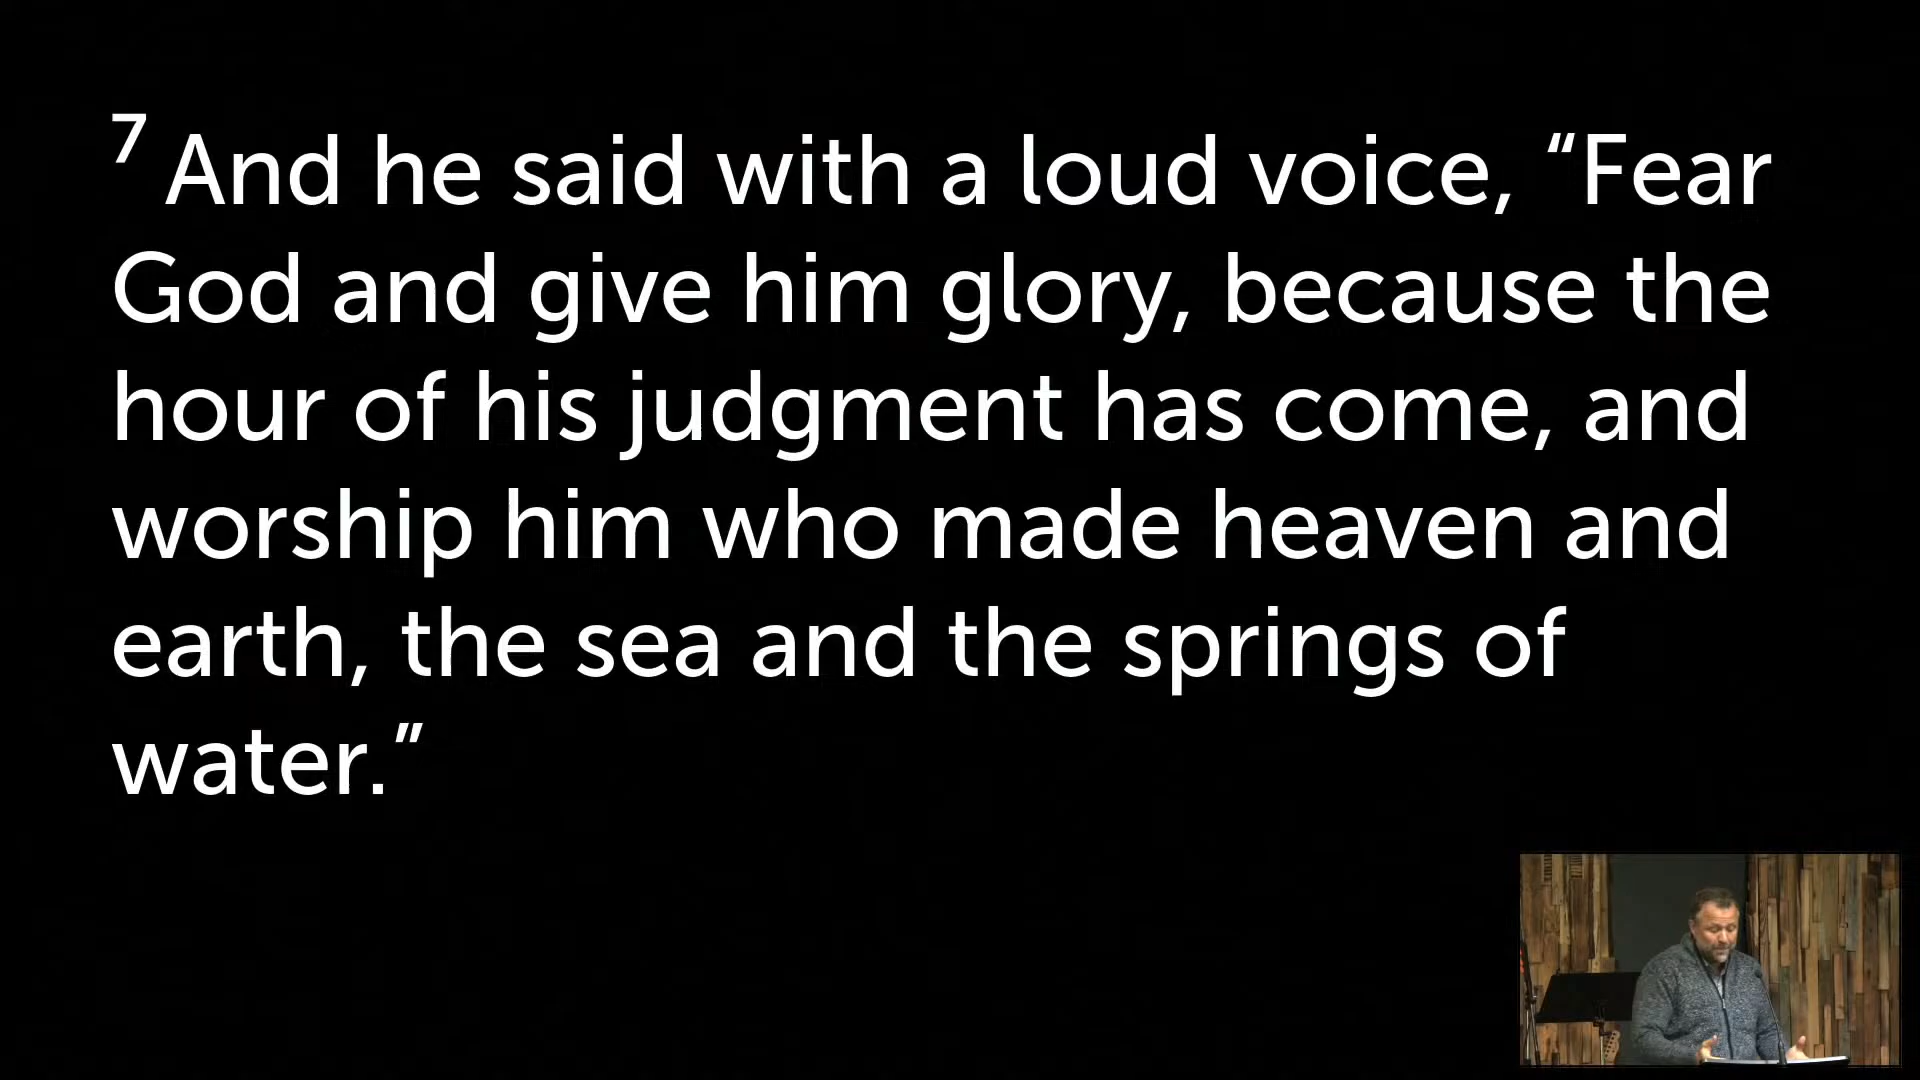 7 And he said with a loud voice, “Fear
God and give him glory, because the
hour of his judgment has come, and
worship him who made heaven and
earth, the sea and the springs of
water.”